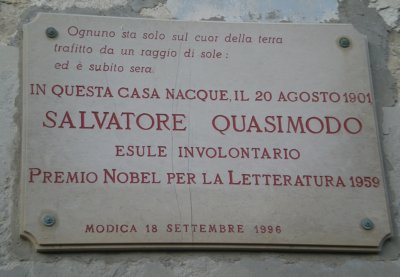 Ognuno sta solo sul cuor della terra
trafitto da un raggio di sole:
ed è subito sera.
IN QUESTA CASA NACQUE, IL 20 AGOSTO 1901
SALVATORE QUASIMODO
ESULE INVOLONTARIO
PREMIO NOBEL PER LA LETTERATURA 1959
MODICA 18 SETTEMBRE 1996